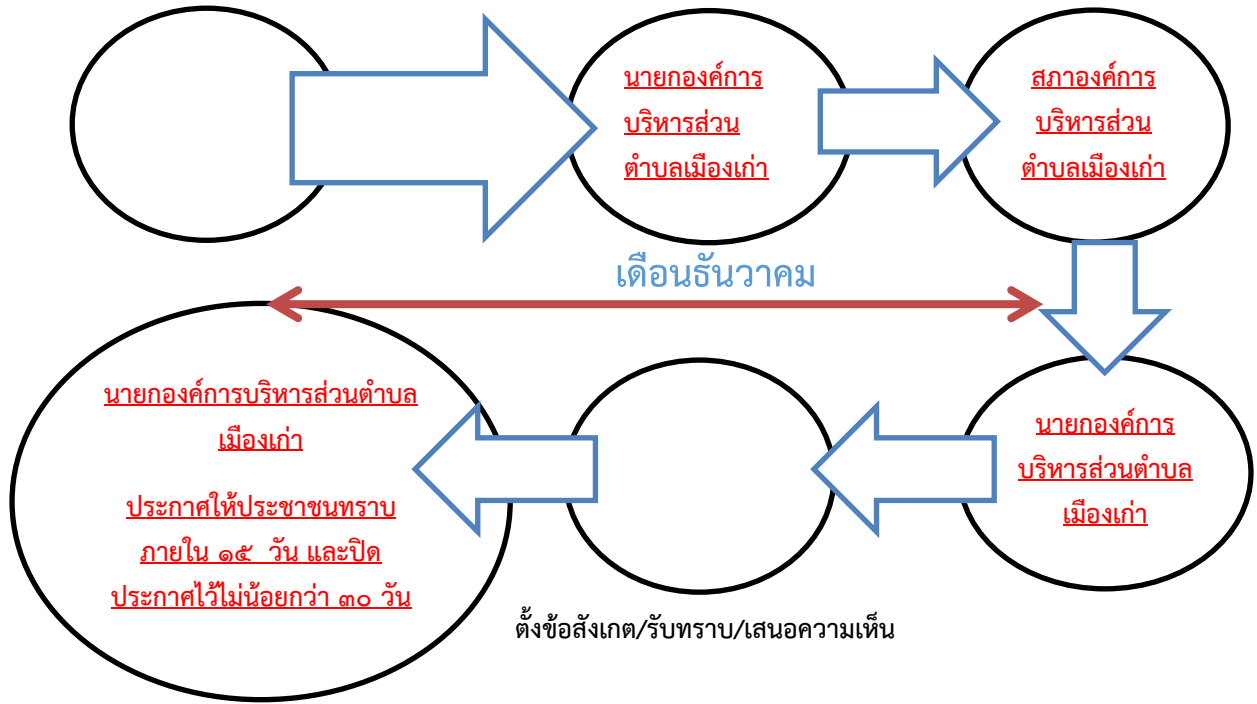 นายกองค์การ
บริหารส่วน
ตำบลเมืองเก่า
สภาองค์การ
บริหารส่วน
ตำบลเมืองเก่า
เดือนธันวาคม
นายกองค์การบริหารส่วนตำบล
เมืองเก่า
ประกาศให้ประชาชนทราบ
ภายใน ๑๕ วัน และปิด
ประกาศไว้ไม่น้อยกว่า ๓๐ วัน
นายกองค์การ
บริหารส่วนตำบล
เมืองเก่า
ตั้งข้อสังเกต/รับทราบ/เสนอความเห็น